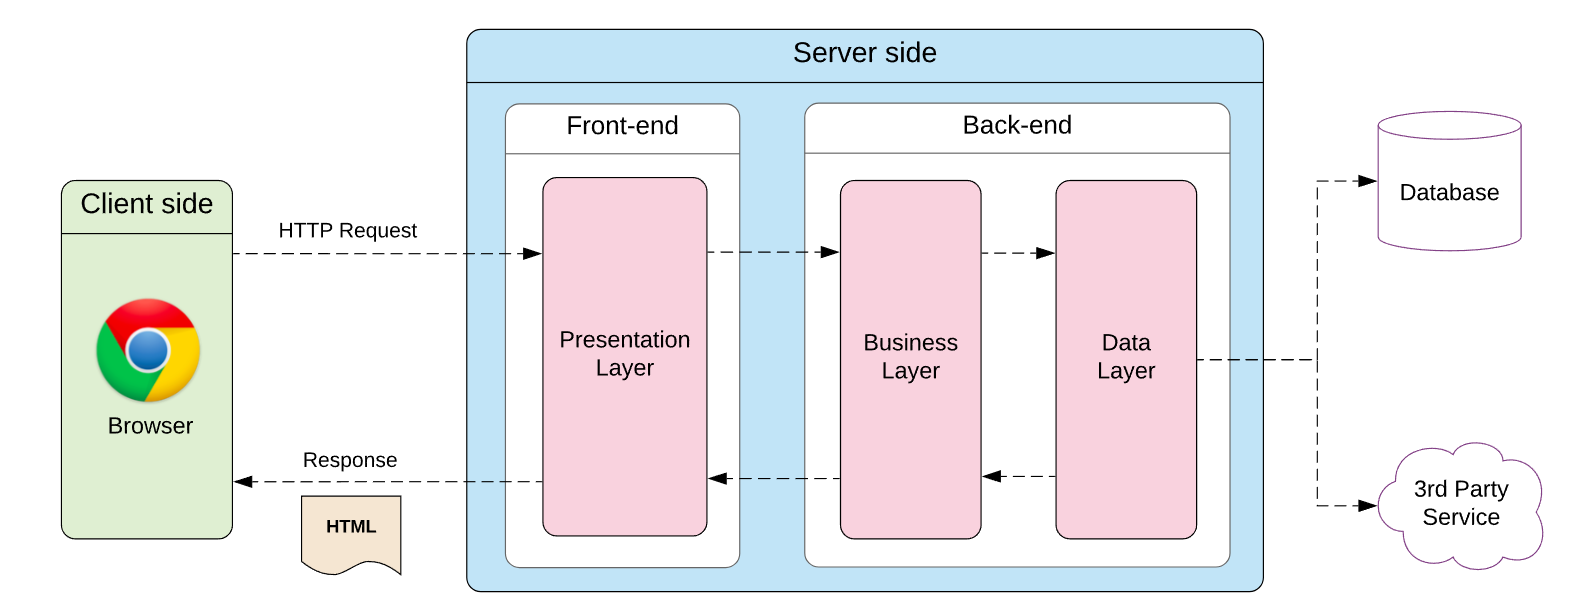 Server side
Front-end
Back-end
Client side
HTTP Request
Presentation
Layer
Business
Layer
Data
Layer
Database
Browser
Response
HTML
3rd Party
Service